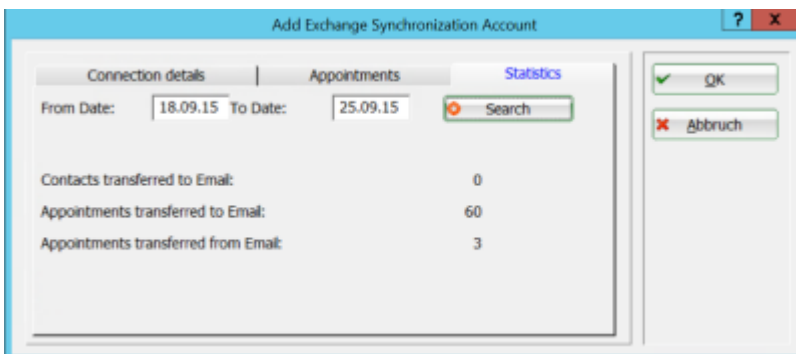 Add Exchange Synchronization Account
? X
Connection details | Appointments Statistics
From Date: 18.09.15 To Date: 25.09.15 Search
Contacts transferred to Email: 0
Appointments transferred to Email: 60
Appointments transferred from Email: 3
OK
Abbruch